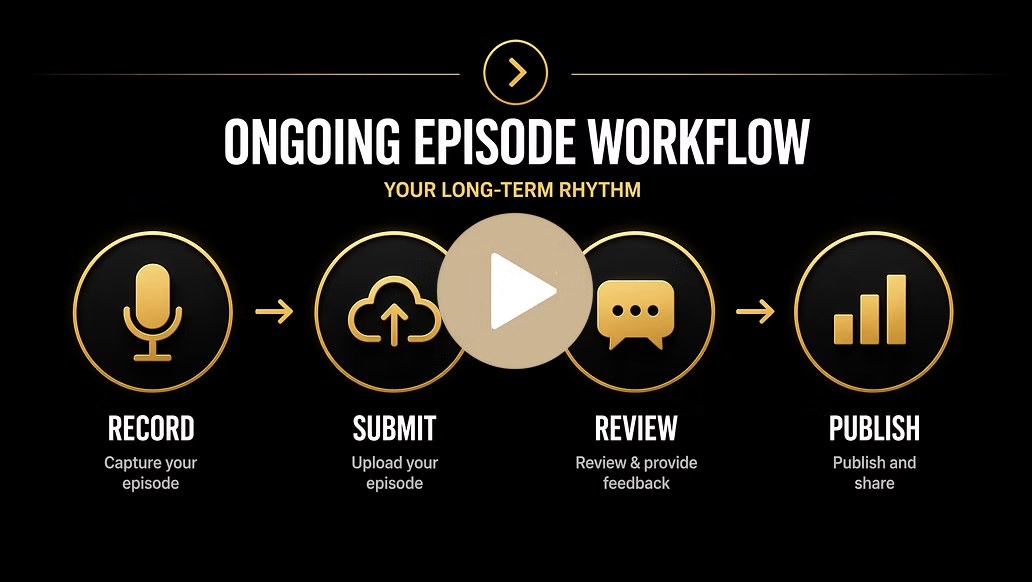 ONGOING EPISODE WORKFLOW
YOUR LONG-TERM RHYTHM
RECORD
Capture your
episode
SUBMIT
Upload your
episode
REVIEW
Review & provide
feedback
PUBLISH
Publish and
share